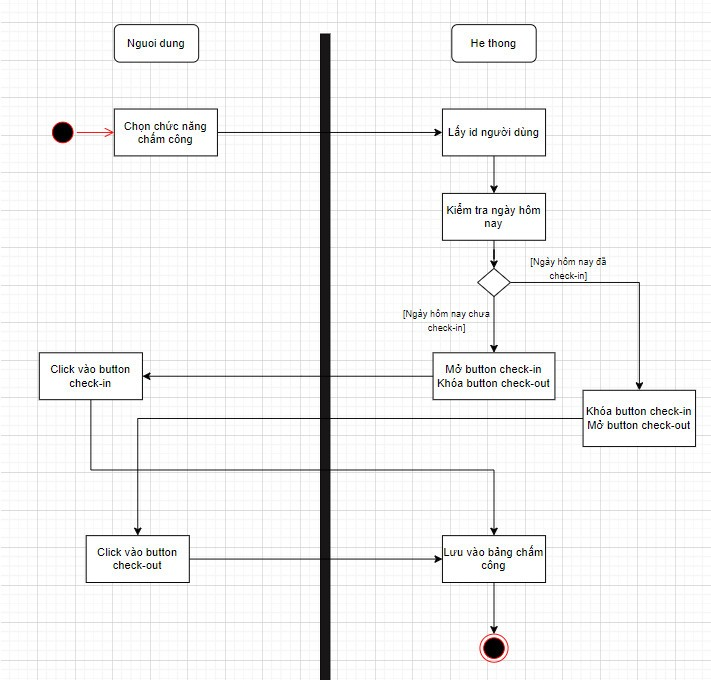 Nguoi dung
He thong
Chọn chức năng
chấm công
Lấy id người dùng
Kiểm tra ngày hôm
nay
[Ngày hôm nay đã
check-in]
[Ngày hôm nay chưa
check-in]
Click vào button
check-in
Mở button check-in
Khóa button check-out
Khóa button check-in
Mở button check-out
Click vào button
check-out
Lưu vào bảng chấm
công